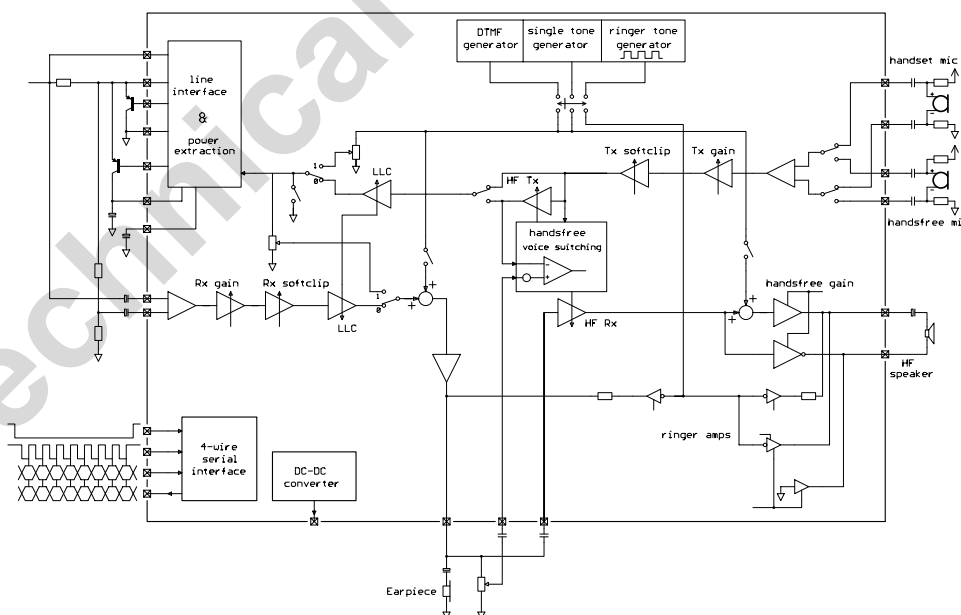 DTMF generator
single tone generator
ringer tone generator
handset mic
line interface & power extraction
Tx softclip
Tx gain
LLC
HF Tx
1
0
handsfree voice switching
-
+
handsfree mi
Rx gain
Rx softclip
LLC
1
0
+
+
HF Rx
+
+
handsfree gain
HF speaker
ringer amps
4-wire serial interface
DC-DC converter
Earpiece
echnical